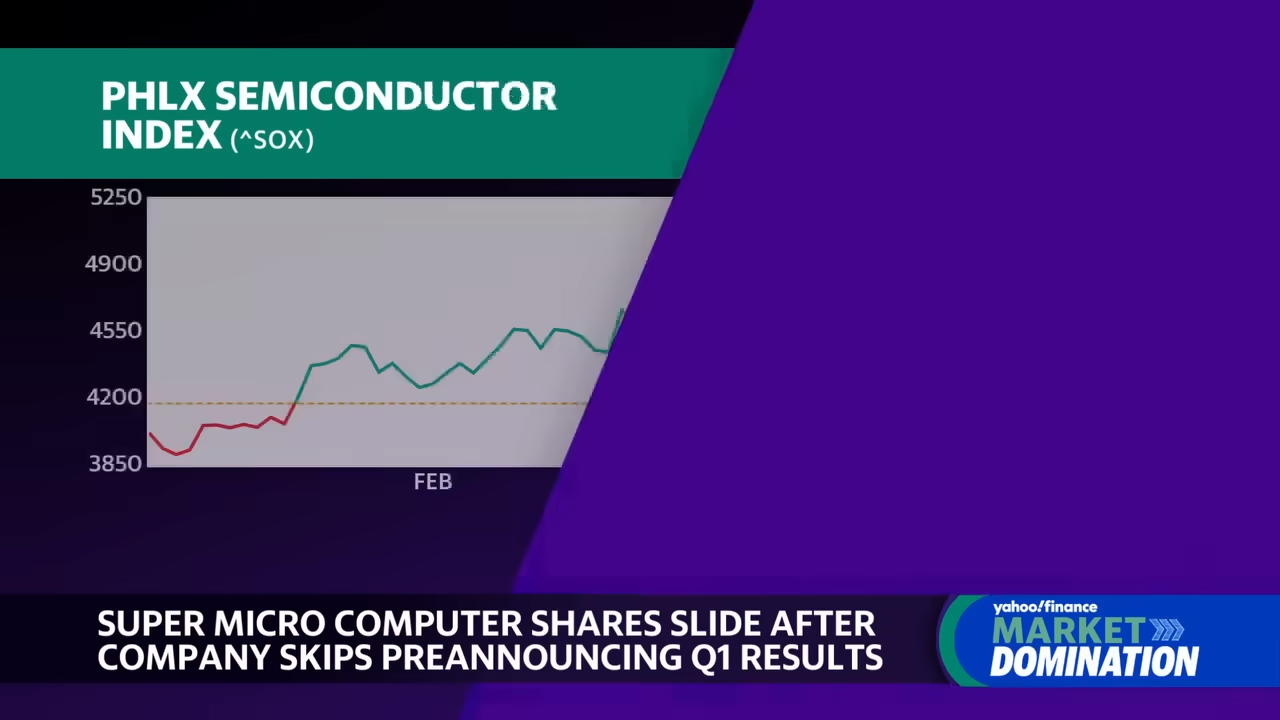 PHLX SEMICONDUCTOR
INDEX (^SOX)
5250
4900
4550
4200
3850
FEB
SUPER MICRO COMPUTER SHARES SLIDE AFTER
COMPANY SKIPS PREANNOUNCING Q1 RESULTS
yahoo!finance
MARKET
DOMINATION